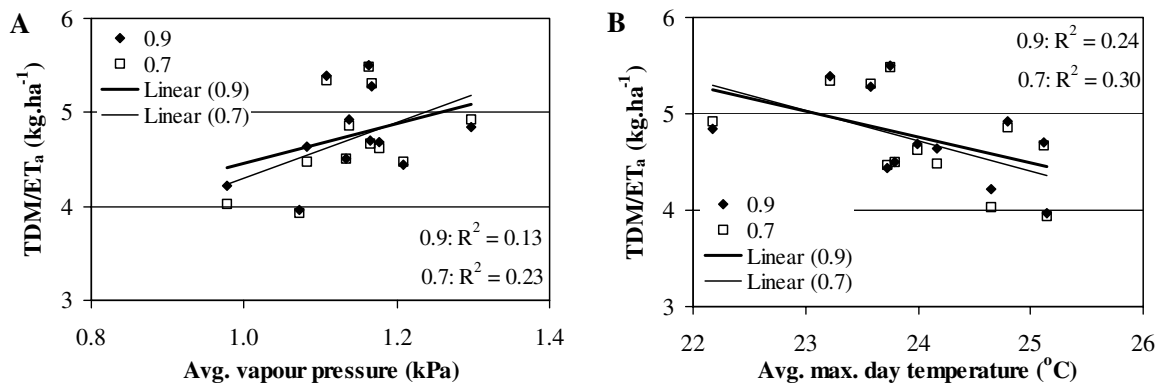 A
TDM/ETₐ (kg.ha⁻¹)
6
5
4
3
0.9
0.7
Linear (0.9)
Linear (0.7)
0.9: R² = 0.13
0.7: R² = 0.23
0.8 1.0 1.2 1.4
Avg. vapour pressure (kPa)
B
TDM/ETₐ (kg.ha⁻¹)
6
5
4
3
0.9: R² = 0.24
0.7: R² = 0.30
0.9
0.7
Linear (0.9)
Linear (0.7)
22 23 24 25 26
Avg. max. day temperature (°C)